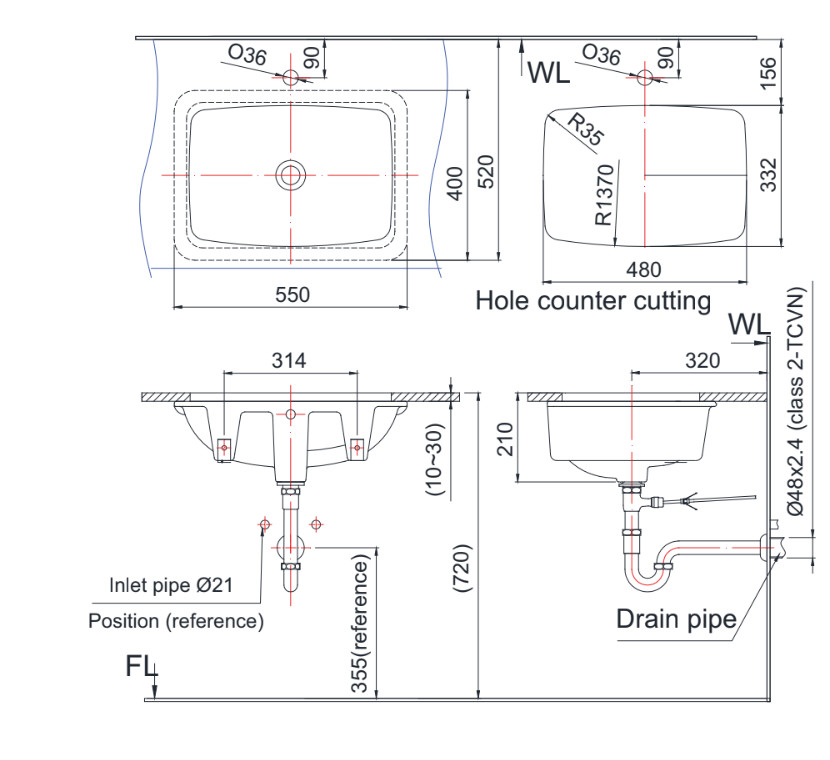 O36
90
WL
O36
90
156
R35
R1370
400
520
332
480
550
Hole counter cutting
WL
314
320
210
(10~30)
Ø48x2.4 (class 2-TCVN)
(720)
Inlet pipe Ø21
Position (reference)
355(reference)
Drain pipe
FL